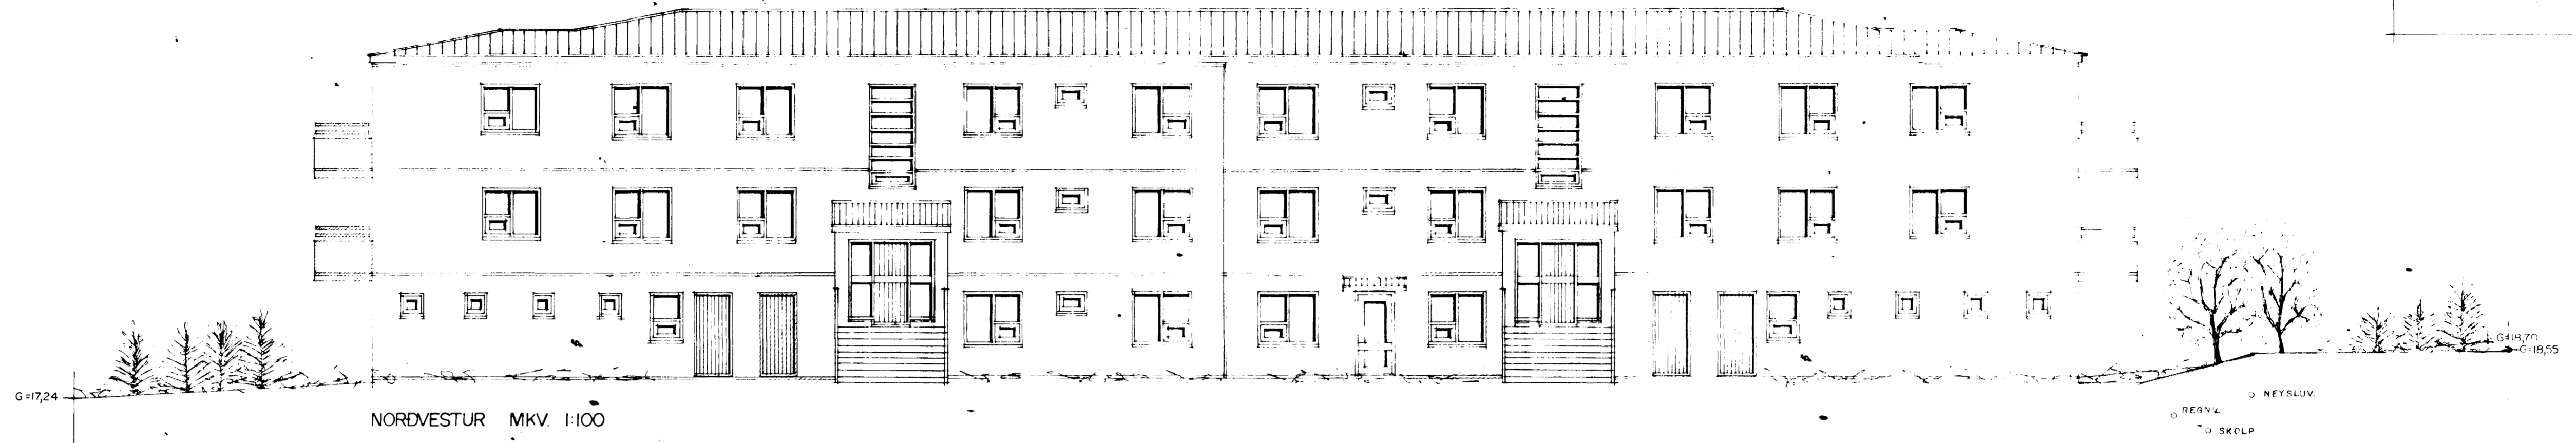 G=18,70
G=18,55
G=17,24
NEYSLUV.
REGNV.
SKOLP
NORÐVESTUR MKV. 1:100